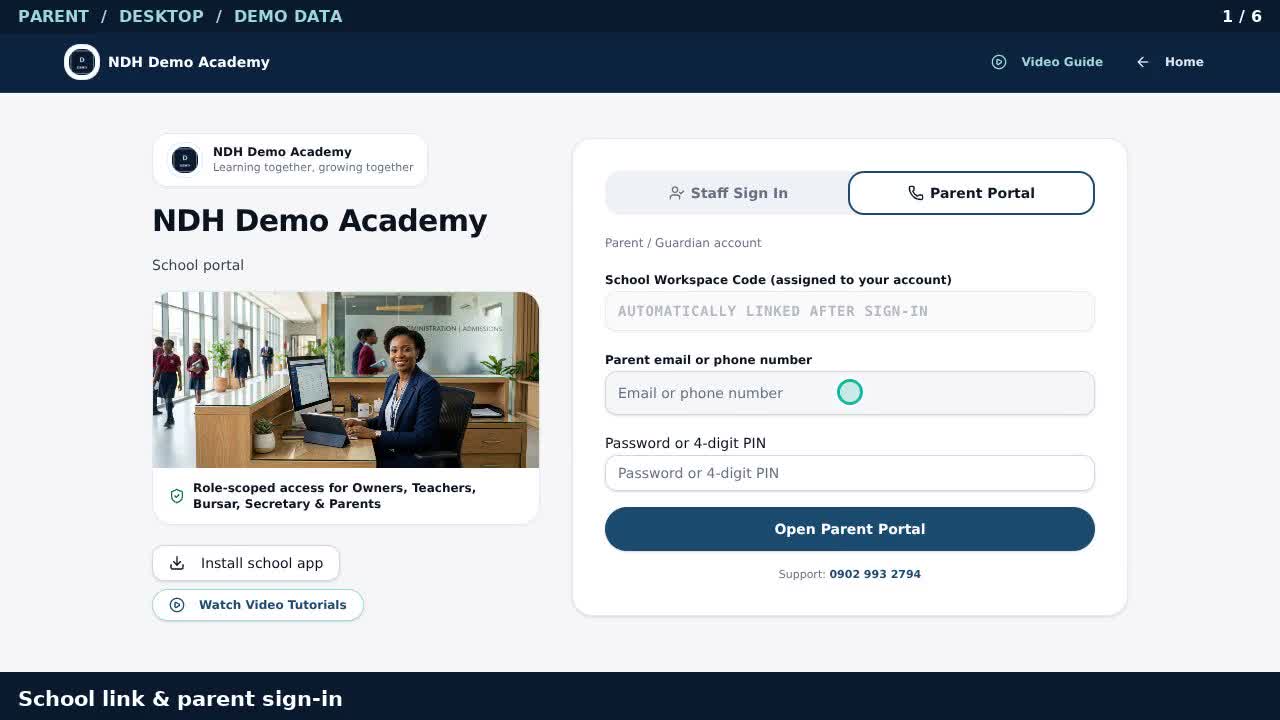 PARENT / DESKTOP / DEMO DATA
1 / 6
NDH Demo Academy
Video Guide
Home
NDH Demo Academy
Learning together, growing together
NDH Demo Academy
School portal
ADMINISTRATION | ADMISSIONS
Role-scoped access for Owners, Teachers,
Bursar, Secretary & Parents
Install school app
Watch Video Tutorials
Staff Sign In
Parent Portal
Parent / Guardian account
School Workspace Code (assigned to your account)
AUTOMATICALLY LINKED AFTER SIGN-IN
Parent email or phone number
Email or phone number
Password or 4-digit PIN
Password or 4-digit PIN
Open Parent Portal
Support: 0902 993 2794
School link & parent sign-in